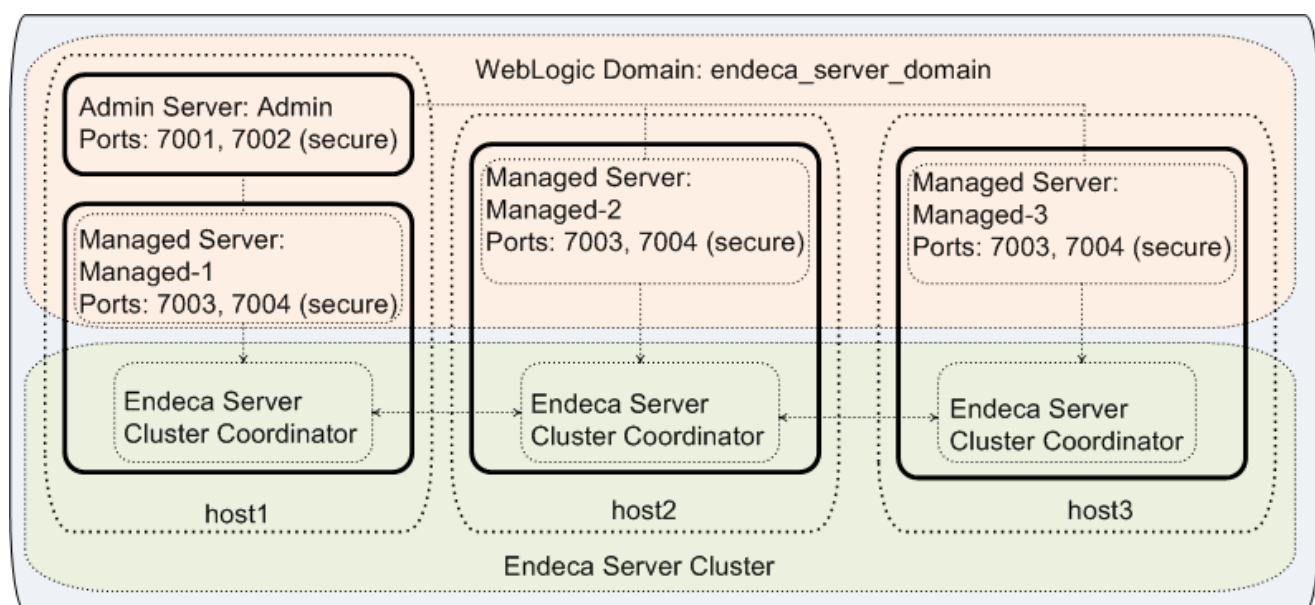 WebLogic Domain: endeca_server_domain
Admin Server: Admin
Ports: 7001, 7002 (secure)
Managed Server:
Managed-1
Ports: 7003, 7004 (secure)
Managed Server:
Managed-2
Ports: 7003, 7004 (secure)
Managed Server:
Managed-3
Ports: 7003, 7004 (secure)
Endeca Server
Cluster Coordinator
Endeca Server
Cluster Coordinator
Endeca Server
Cluster Coordinator
host1
host2
host3
Endeca Server Cluster